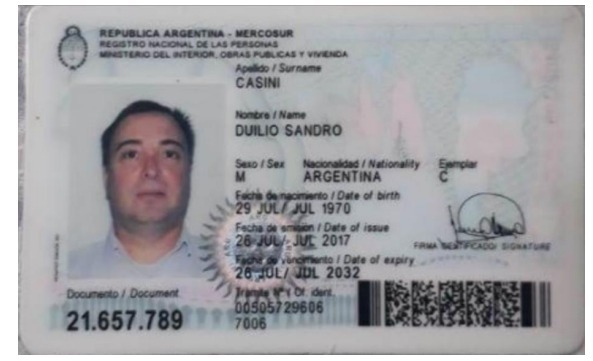 REPUBLICA ARGENTINA - MERCOSUR
REGISTRO NACIONAL DE LAS PERSONAS
MINISTERIO DEL INTERIOR, OBRAS PUBLICAS Y VIVIENDA
Apellido / Surname
CASINI
Nombre / Name
DUILIO SANDRO
Sexo / Sex Nacionalidad / Nationality Ejemplar
M ARGENTINA C
Fecha de nacimiento / Date of birth
29 JUL/ JUL 1970
Fecha de emisión / Date of issue
26 JUL/ JUL 2017
FIRMA IDENTIFICADO/ SIGNATURE
Fecha de vencimiento / Date of expiry
26 JUL/ JUL 2032
Documento / Document Trámite Nº / Of. ident.
21.657.789 00505729606
7006